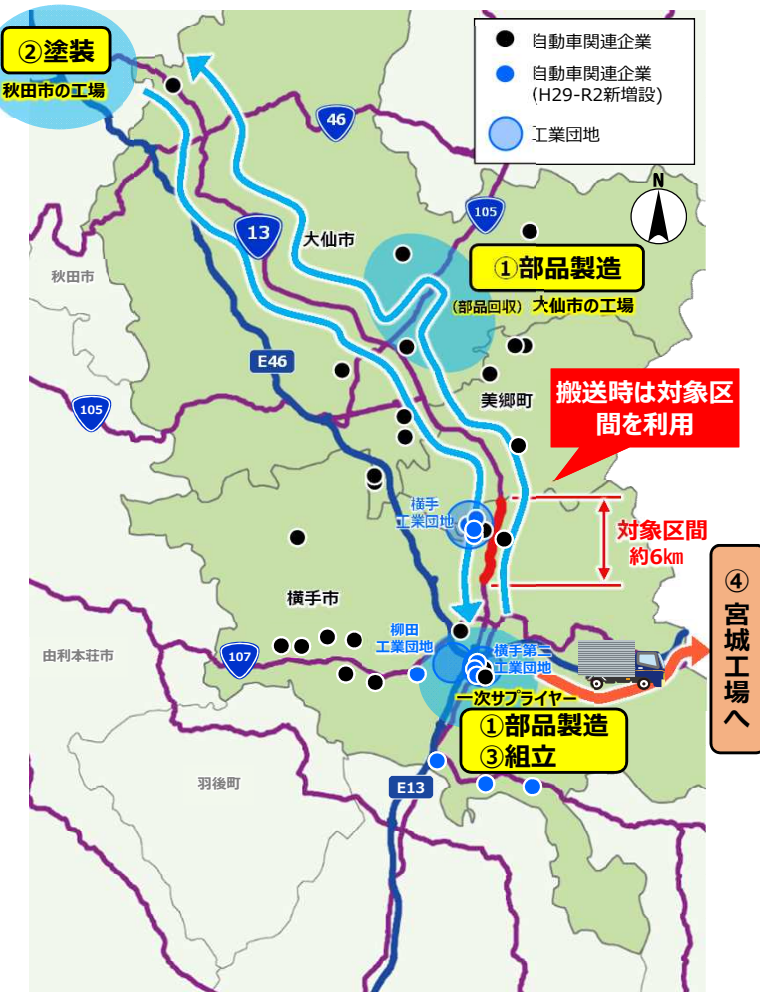 ②塗装
秋田市の工場
自動車関連企業
自動車関連企業
(H29-R2新増設)
工業団地
46
N
105
13
大仙市
①部品製造
(部品回収) 大仙市の工場
秋田市
E46
105
美郷町
搬送時は対象区
間を利用
横手
工業団地
対象区間
約6㎞
横手市
④宮城工場へ
柳田
工業団地
横手第二
工業団地
由利本荘市
107
一次サプライヤー
①部品製造
③組立
羽後町
E13